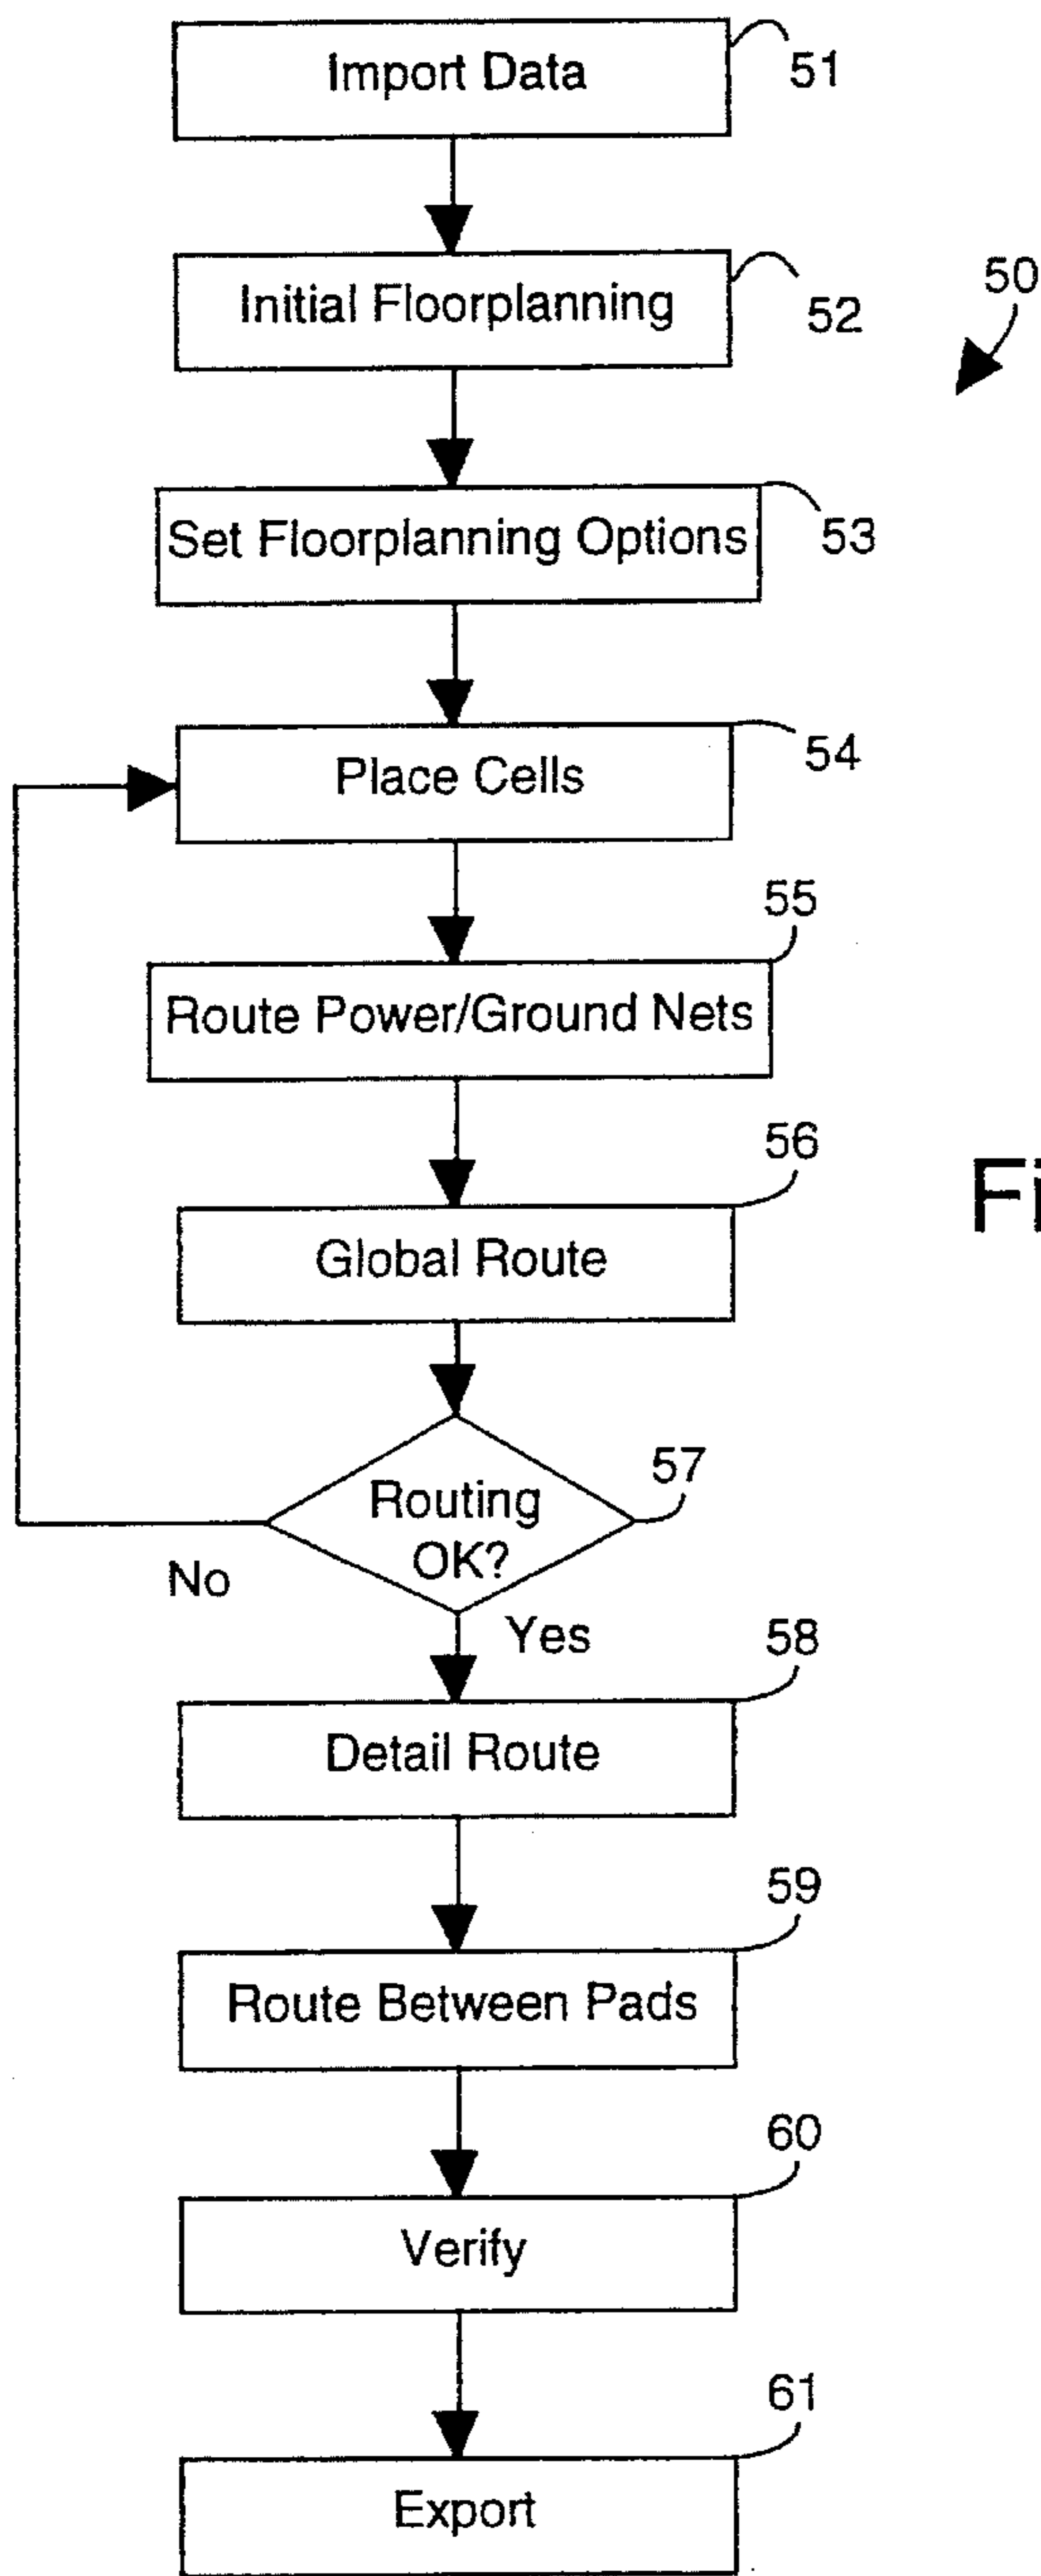 Import Data
51
Initial Floorplanning
52
50
Set Floorplanning Options
53
Place Cells
54
55
Route Power/Ground Nets
56
Global Route
Fi
57
Routing
OK?
No
Yes
58
Detail Route
59
Route Between Pads
60
Verify
61
Export